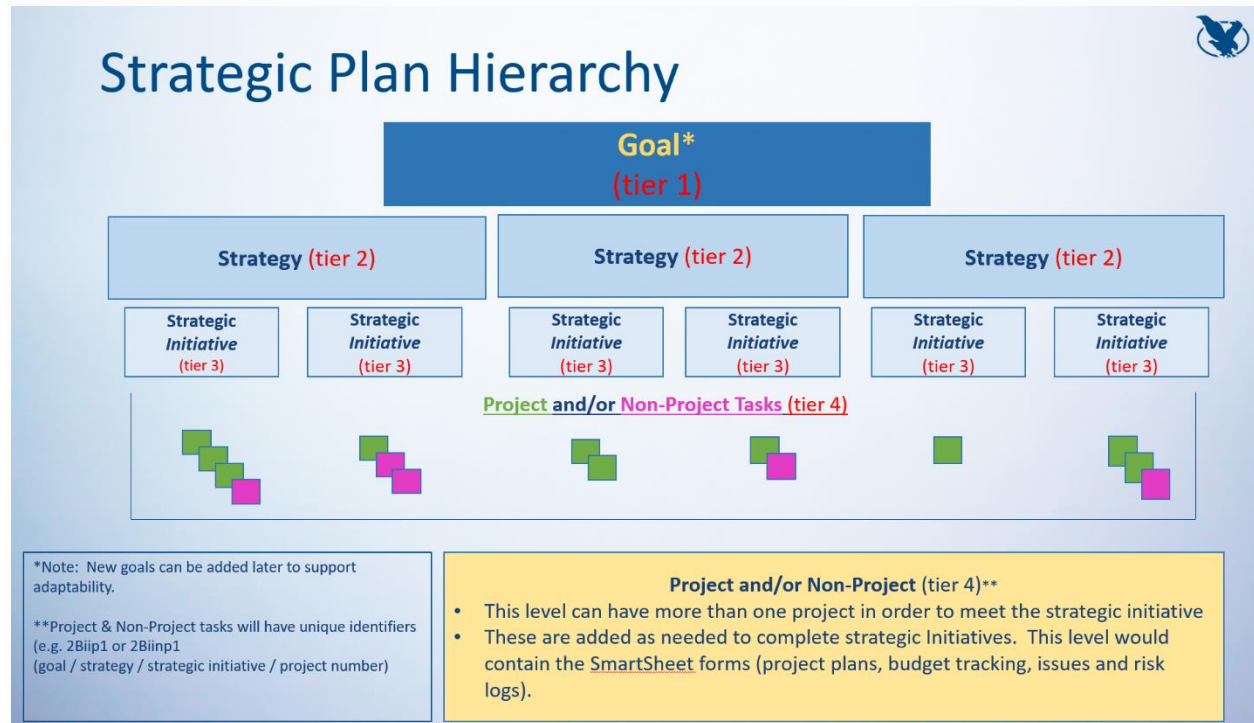 Strategic Plan Hierarchy
Goal*
(tier 1)
Strategy (tier 2)
Strategy (tier 2)
Strategy (tier 2)
Strategic
Initiative
(tier 3)
Strategic
Initiative
(tier 3)
Strategic
Initiative
(tier 3)
Strategic
Initiative
(tier 3)
Strategic
Initiative
(tier 3)
Strategic
Initiative
(tier 3)
Project and/or Non-Project Tasks (tier 4)
*Note:  New goals can be added later to support
adaptability.
**Project & Non-Project tasks will have unique identifiers
(e.g. 2Biip1 or 2Biinp1
(goal / strategy / strategic initiative / project number)
Project and/or Non-Project (tier 4)**
• This level can have more than one project in order to meet the strategic initiative
• These are added as needed to complete strategic Initiatives.  This level would
contain the SmartSheet forms (project plans, budget tracking, issues and risk
logs).